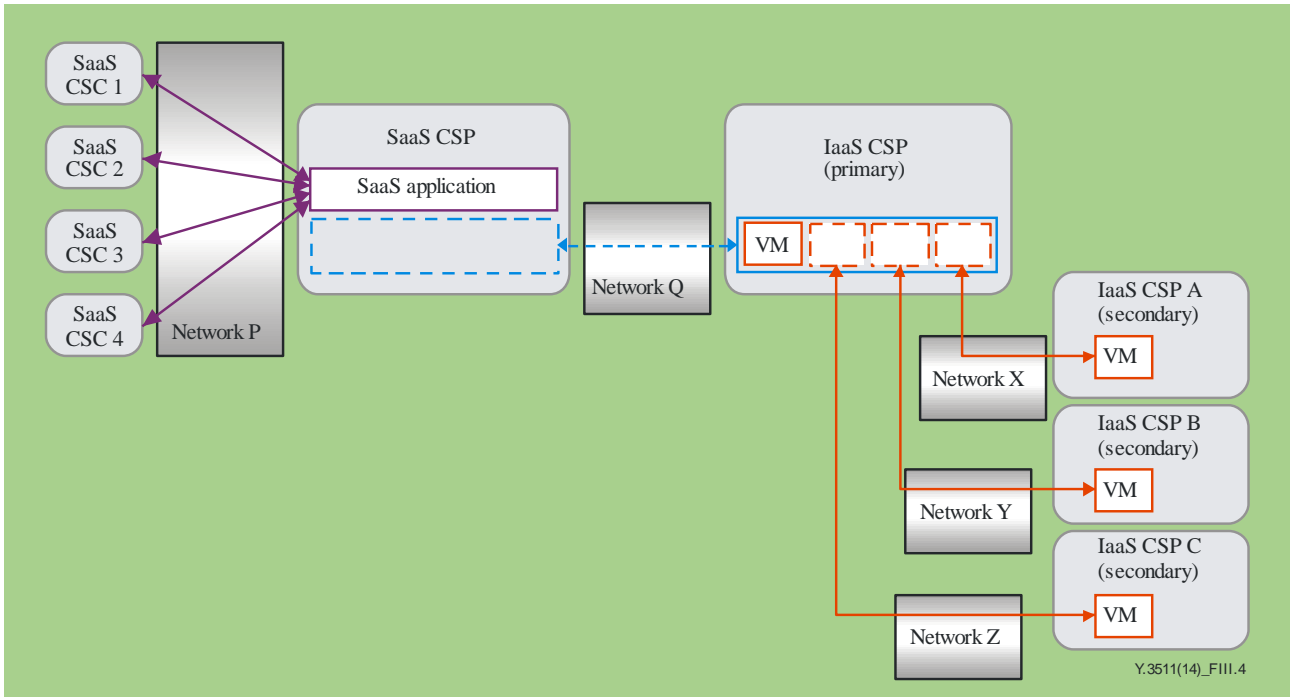 SaaS
CSC 1
SaaS
CSC 2
SaaS
CSC 3
SaaS
CSC 4
Network P
SaaS CSP
SaaS application
Network Q
IaaS CSP
(primary)
VM
Network X
Network Y
Network Z
IaaS CSP A
(secondary)
VM
IaaS CSP B
(secondary)
VM
IaaS CSP C
(secondary)
VM
Y.3511(14)_FIII.4